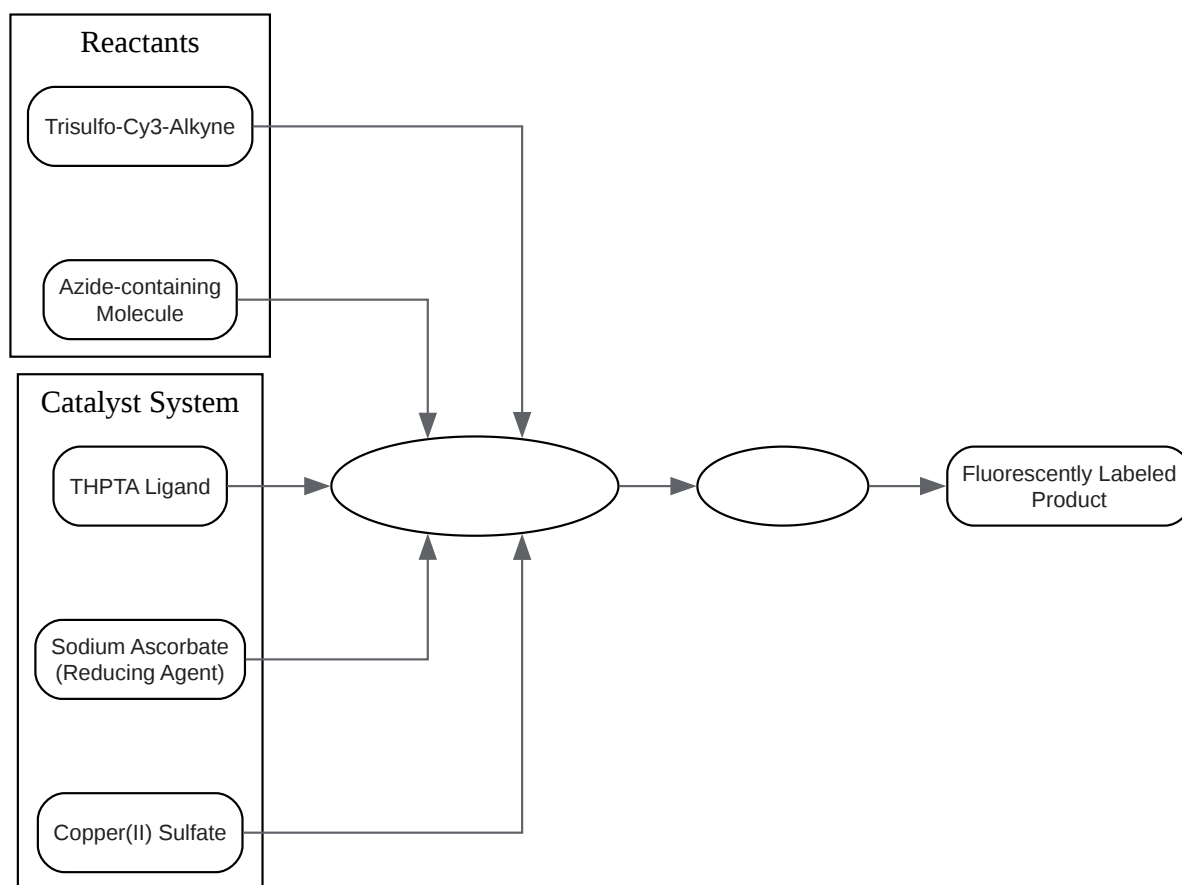 Reactants
Trisulfo-Cy3-Alkyne
Azide-containing
Molecule
Catalyst System
THPTA Ligand
Sodium Ascorbate
(Reducing Agent)
Copper(II) Sulfate
Fluorescently Labeled
Product